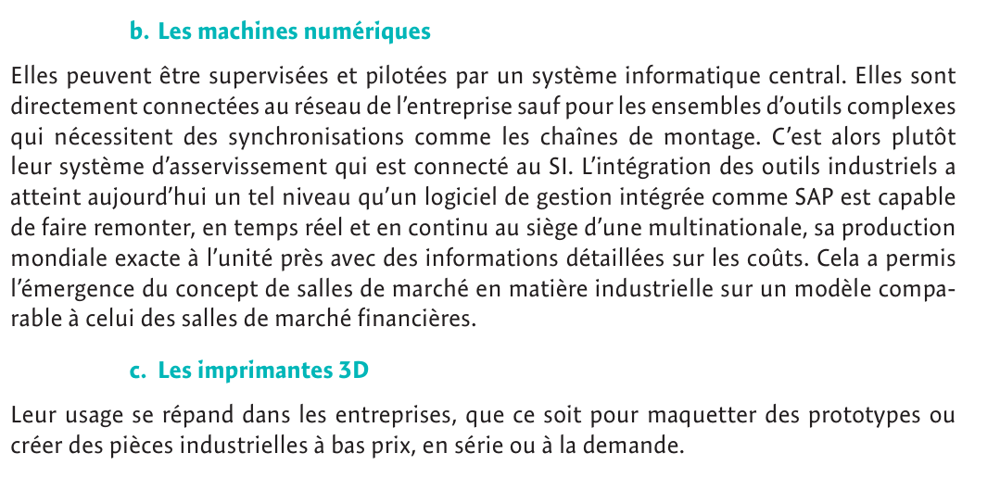 b. Les machines numériques
Elles peuvent être supervisées et pilotées par un système informatique central. Elles sont
directement connectées au réseau de l’entreprise sauf pour les ensembles d’outils complexes
qui nécessitent des synchronisations comme les chaînes de montage. C’est alors plutôt
leur système d’asservissement qui est connecté au SI. L’intégration des outils industriels a
atteint aujourd’hui un tel niveau qu’un logiciel de gestion intégrée comme SAP est capable
de faire remonter, en temps réel et en continu au siège d’une multinationale, sa production
mondiale exacte à l’unité près avec des informations détaillées sur les coûts. Cela a permis
l’émergence du concept de salles de marché en matière industrielle sur un modèle compa-
rable à celui des salles de marché financières.
c. Les imprimantes 3D
Leur usage se répand dans les entreprises, que ce soit pour maquetter des prototypes ou
créer des pièces industrielles à bas prix, en série ou à la demande.